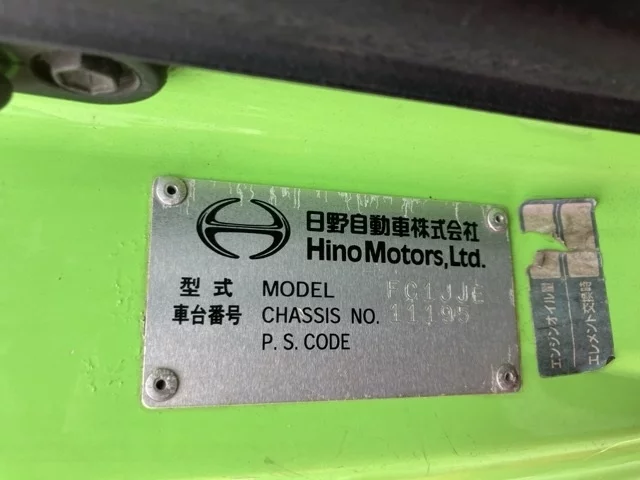 日野自動車株式会社
Hino Motors, Ltd.
型式 MODEL FC1JJE
車台番号 CHASSIS NO. 11195
P.S. CODE
エンジンオイル量
エレメント交換時